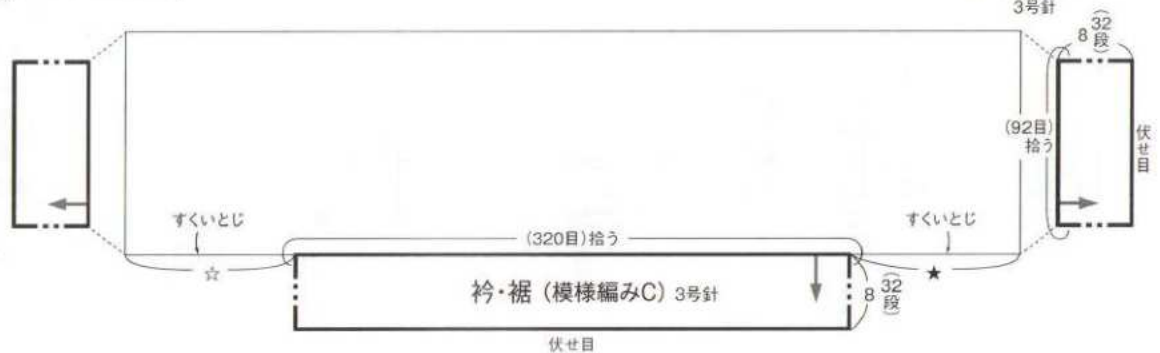 3号針
8(32段)
(92目)
拾う
伏せ目
すくいとじ
(320目)拾う
すくいとじ
☆
★
衿・裾(模様編みC) 3号針
8(32段)
伏せ目